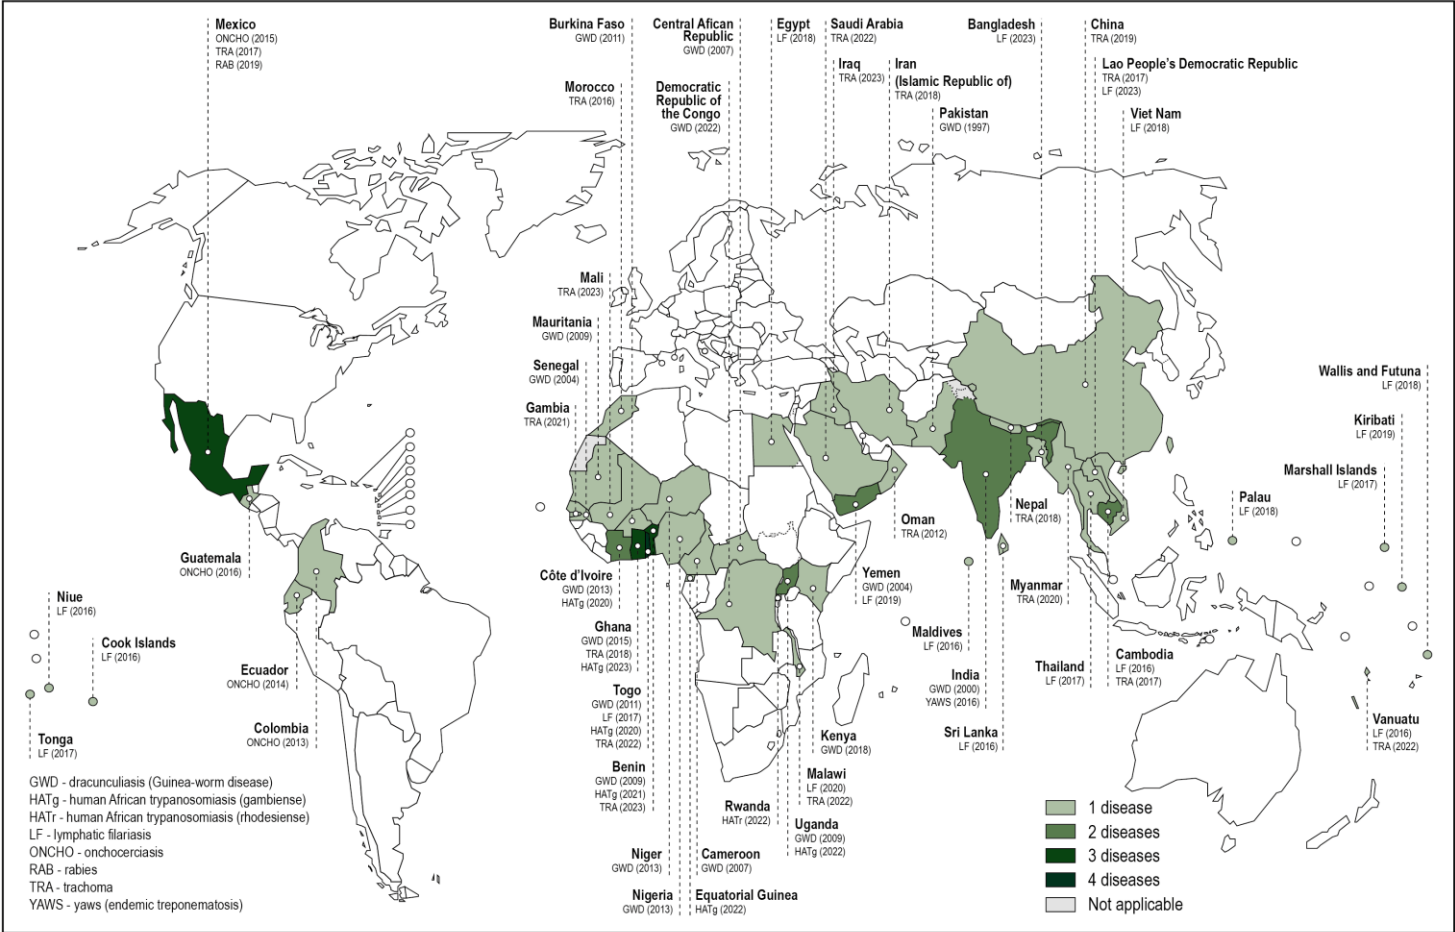 Mexico
ONCHO (2015)
TRA (2017)
RAB (2019)
Burkina Faso
GWD (2011)
Central Afican
Republic
GWD (2007)
Egypt
LF (2018)
Saudi Arabia
TRA (2022)
Bangladesh
LF (2023)
China
TRA (2019)
Morocco
TRA (2016)
Democratic
Republic of
the Congo
GWD (2022)
Iraq
TRA (2023)
Iran
(Islamic Republic of)
TRA (2018)
Lao People's Democratic Republic
TRA (2017)
LF (2023)
Pakistan
GWD (1997)
Viet Nam
LF (2018)
Mali
TRA (2023)
Mauritania
GWD (2009)
Senegal
GWD (2004)
Gambia
TRA (2021)
Wallis and Futuna
LF (2018)
Kiribati
LF (2019)
Marshall Islands
LF (2017)
Palau
LF (2018)
Nepal
TRA (2018)
Oman
TRA (2012)
Guatemala
ONCHO (2016)
Côte d'Ivoire
GWD (2013)
HATg (2020)
Yemen
GWD (2004)
LF (2019)
Myanmar
TRA (2020)
Niue
LF (2016)
Cook Islands
LF (2016)
Ghana
GWD (2015)
TRA (2018)
HATg (2023)
Maldives
LF (2016)
Ecuador
ONCHO (2014)
India
GWD (2000)
YAWS (2016)
Thailand
LF (2017)
Cambodia
LF (2016)
TRA (2017)
Togo
GWD (2011)
LF (2017)
HATg (2020)
TRA (2022)
Colombia
ONCHO (2013)
Tonga
LF (2017)
Kenya
GWD (2018)
Sri Lanka
LF (2016)
Vanuatu
LF (2016)
TRA (2022)
Benin
GWD (2009)
HATg (2021)
TRA (2023)
Malawi
LF (2020)
TRA (2022)
Rwanda
HATr (2022)
Uganda
GWD (2009)
HATg (2022)
Niger
GWD (2013)
Cameroon
GWD (2007)
Nigeria
GWD (2013)
Equatorial Guinea
HATg (2022)
GWD - dracunculiasis (Guinea-worm disease)
HATg - human African trypanosomiasis (gambiense)
HATr - human African trypanosomiasis (rhodesiense)
LF - lymphatic filariasis
ONCHO - onchocerciasis
RAB - rabies
TRA - trachoma
YAWS - yaws (endemic treponematosis)
1 disease
2 diseases
3 diseases
4 diseases
Not applicable